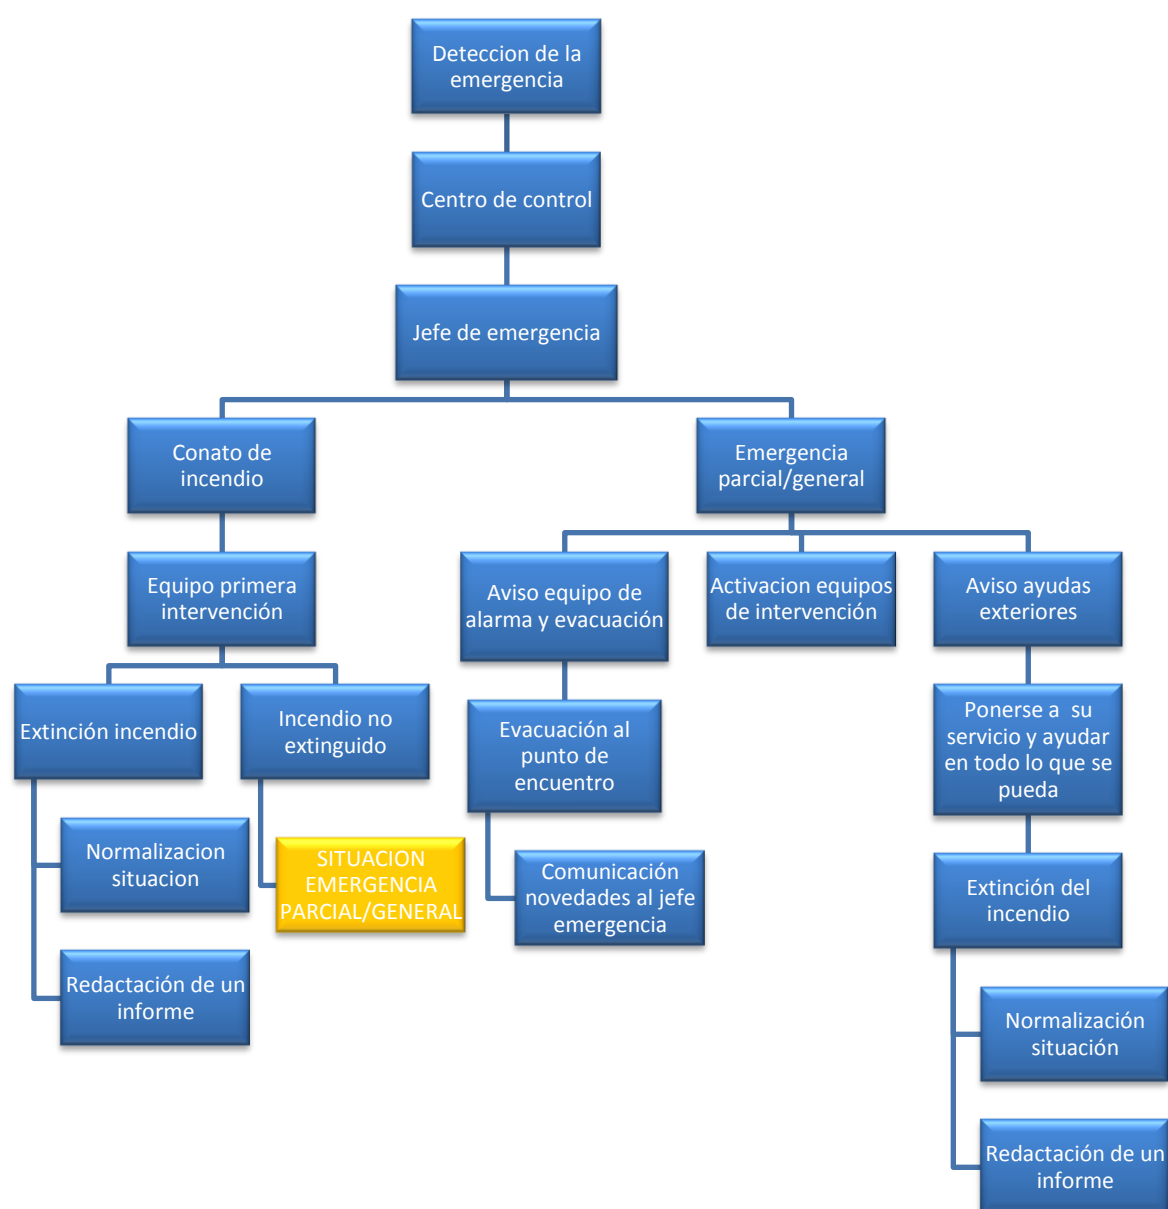 Deteccion de la
emergencia
Centro de control
Jefe de emergencia
Conato de
incendio
Emergencia
parcial/general
Equipo primera
intervención
Aviso equipo de
alarma y evacuación
Activacion equipos
de intervención
Aviso ayudas
exteriores
Extinción incendio
Incendio no
extinguido
Evacuación al
punto de
encuentro
Ponerse a su
servicio y ayudar
en todo lo que se
pueda
Normalizacion
situacion
SITUACION
EMERGENCIA
PARCIAL/GENERAL
Comunicación
novedades al jefe
emergencia
Extinción del
incendio
Redactación de un
informe
Normalización
situación
Redactación de un
informe